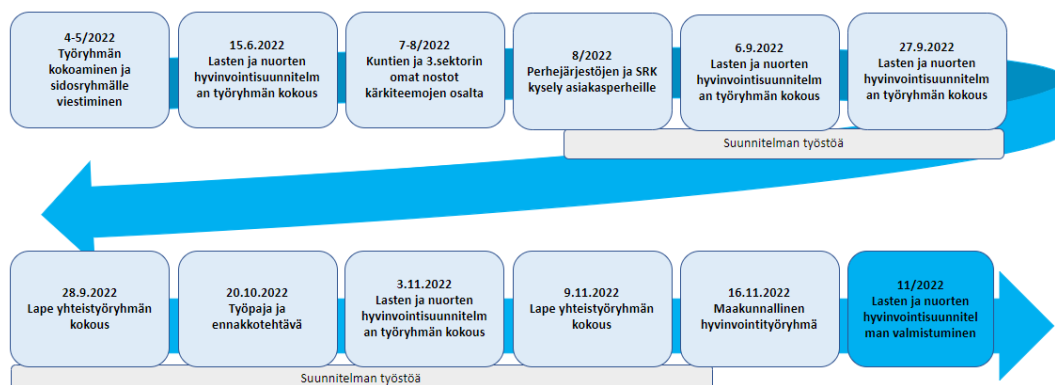 4-5/2022
Työryhmän
kokoaminen ja
sidosryhmälle
viestiminen
15.6.2022
Lasten ja nuorten
hyvinvointisuunnitelm
an työryhmän kokous
7-8/2022
Kuntien ja 3.sektorin
omat nostot
kärkiteemojen osalta
8/2022
Perhejärjestöjen ja SRK
kysely asiakasperheille
6.9.2022
Lasten ja nuorten
hyvinvointisuunnitelm
an työryhmän kokous
27.9.2022
Lasten ja nuorten
hyvinvointisuunnitelm
an työryhmän kokous
Suunnitelman työstöä
28.9.2022
Lape yhteistyöryhmän
kokous
20.10.2022
Työpaja ja
ennakkotehtävä
3.11.2022
Lasten ja nuorten
hyvinvointisuunnitelm
an työryhmän kokous
9.11.2022
Lape yhteistyöryhmän
kokous
16.11.2022
Maakunnallinen
hyvinvointityöryhmä
11/2022
Lasten ja nuorten
hyvinvointisuunnitel
man valmistuminen
Suunnitelman työstöä